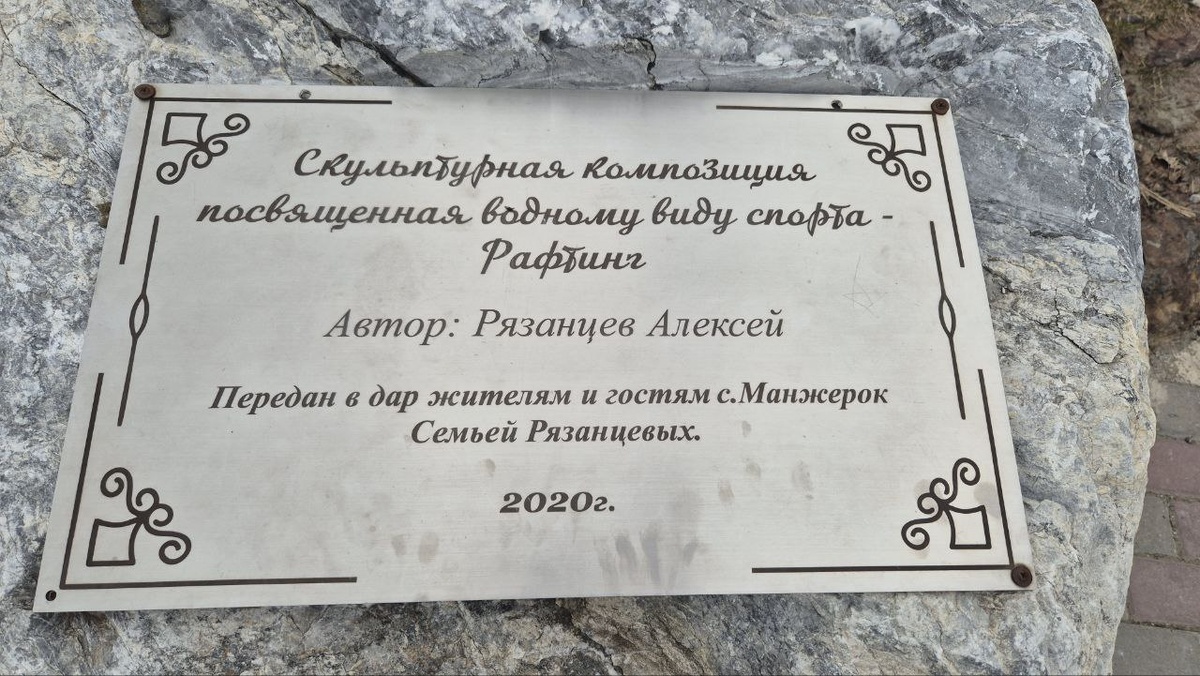 Скульптурная композиция
посвященная водному виду спорта -
Рафтинг
Автор: Рязанцев Алексей
Передан в дар жителям и гостям с.Манжерок
Семьей Рязанцевых.
2020г.